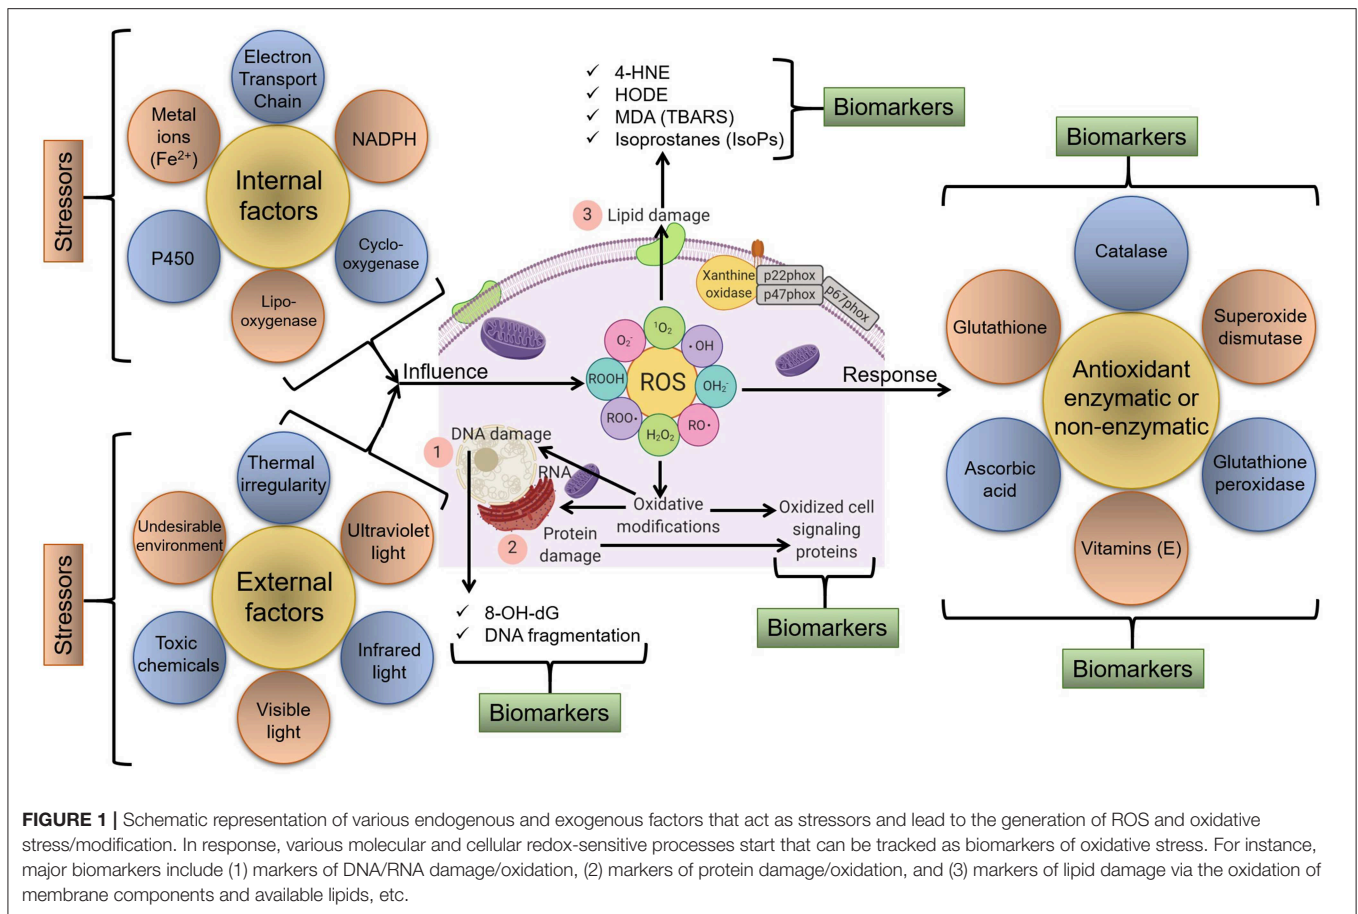 Stressors
Electron
Transport
Chain
Metal
ions
(Fe²⁺)
NADPH
Internal
factors
P450
Cyclo-
oxygenase
Lipo-
oxygenase
Stressors
Thermal
irregularity
Undesirable
environment
Ultraviolet
light
External
factors
Toxic
chemicals
Infrared
light
Visible
light
✓ 4-HNE
✓ HODE
✓ MDA (TBARS)
✓ Isoprostanes (IsoPs)
Biomarkers
3 Lipid damage
Xanthine
oxidase
p22phox
p47phox
p67phox
Influence
ROS
¹O₂
•OH
OH₂⁻
RO•
H₂O₂
ROO•
ROOH
O₂⁻
Response
1 DNA damage
RNA
Oxidative
modifications
2 Protein
damage
Oxidized cell
signaling
proteins
Biomarkers
✓ 8-OH-dG
✓ DNA fragmentation
Biomarkers
Biomarkers
Catalase
Glutathione
Superoxide
dismutase
Antioxidant
enzymatic or
non-enzymatic
Ascorbic
acid
Glutathione
peroxidase
Vitamins (E)
Biomarkers
FIGURE 1 | Schematic representation of various endogenous and exogenous factors that act as stressors and lead to the generation of ROS and oxidative
stress/modification. In response, various molecular and cellular redox-sensitive processes start that can be tracked as biomarkers of oxidative stress. For instance,
major biomarkers include (1) markers of DNA/RNA damage/oxidation, (2) markers of protein damage/oxidation, and (3) markers of lipid damage via the oxidation of
membrane components and available lipids, etc.